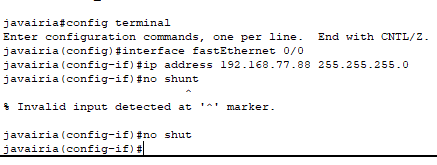 javairia#config terminal
Enter configuration commands, one per line.  End with CNTL/Z.
javairia(config)#interface fastEthernet 0/0
javairia(config-if)#ip address 192.168.77.88 255.255.255.0
javairia(config-if)#no shunt
                          ^
% Invalid input detected at '^' marker.
javairia(config-if)#no shut
javairia(config-if)#